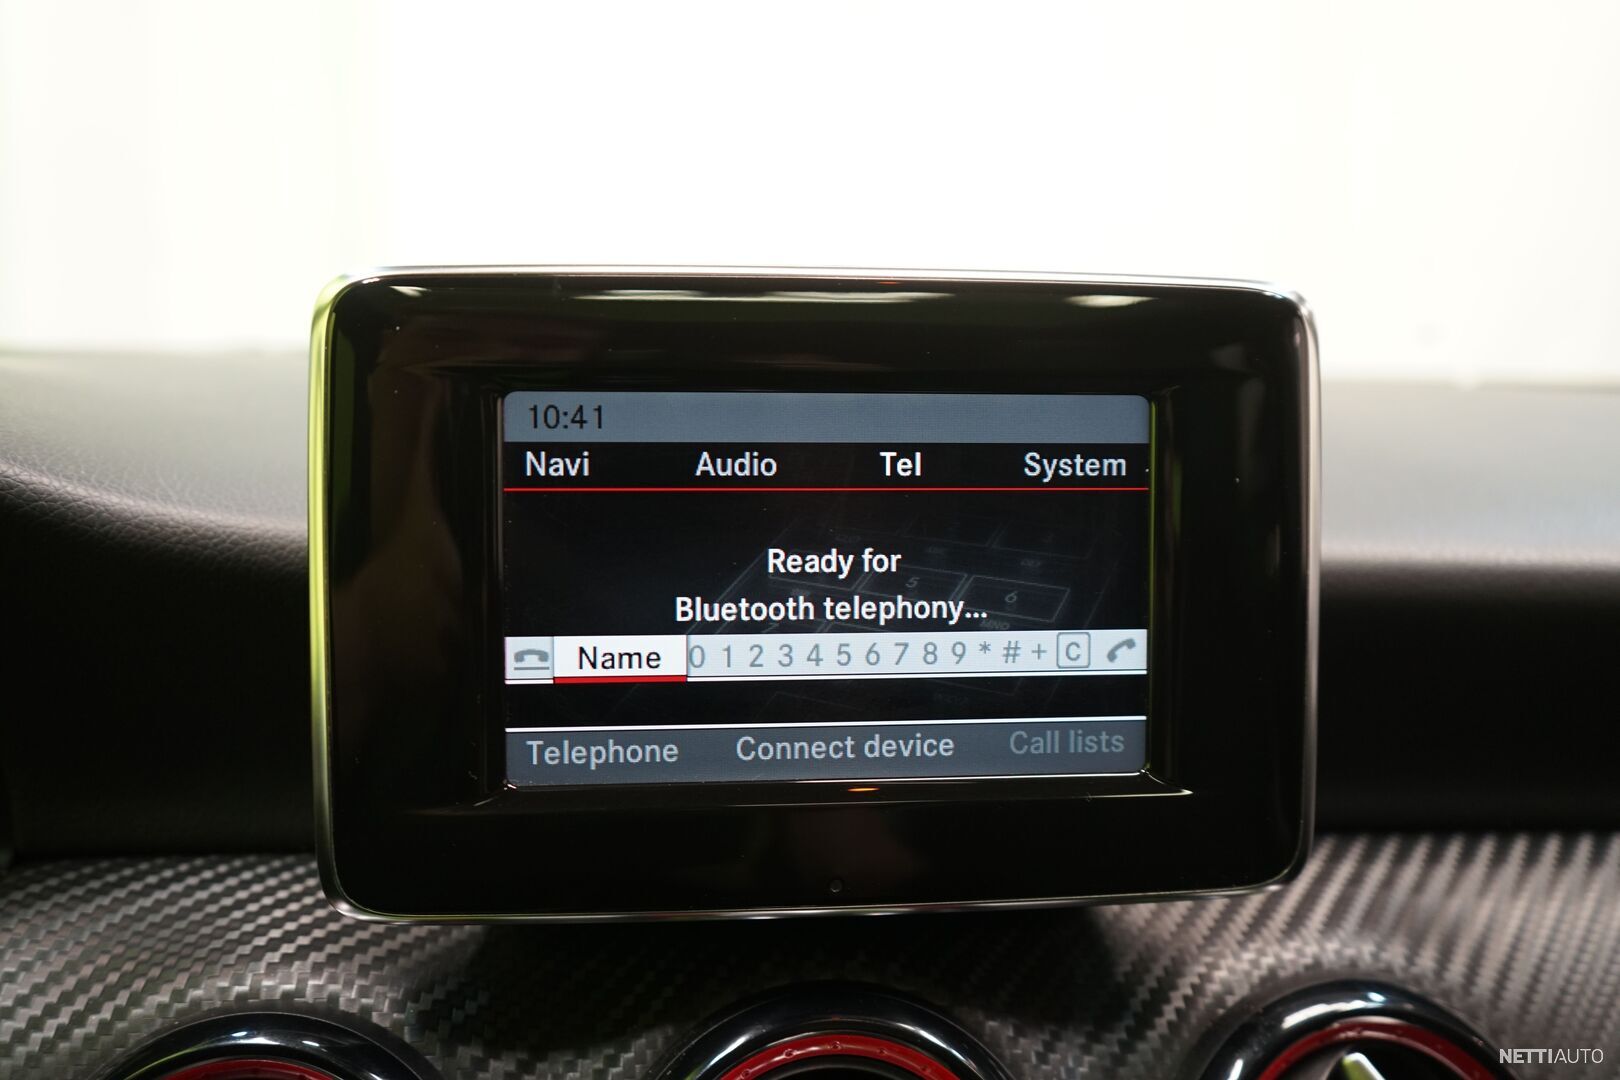 10:41
Navi Audio Tel System
Ready for
Bluetooth telephony...
Name 0 1 2 3 4 5 6 7 8 9 * # + C
Telephone Connect device Call lists
NETTIAUTO